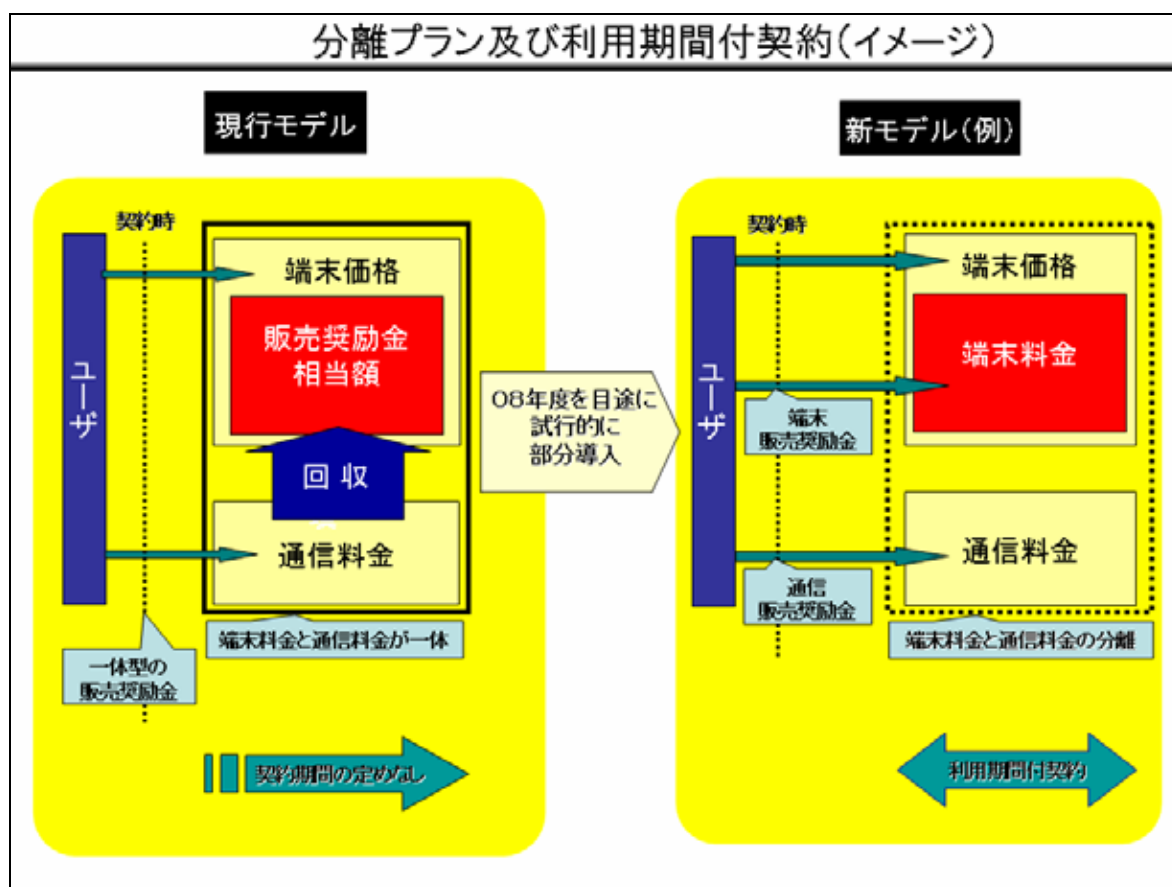 分離プラン及び利用期間付契約(イメージ)
現行モデル
契約時
ユーザ
端末価格
販売奨励金
相当額
回収
通信料金
端末料金と通信料金が一体
一体型の
販売奨励金
契約期間の定めなし
08年度を目途に
試行的に
部分導入
新モデル(例)
契約時
ユーザ
端末価格
端末料金
端末
販売奨励金
通信料金
通信
販売奨励金
端末料金と通信料金の分離
利用期間付契約